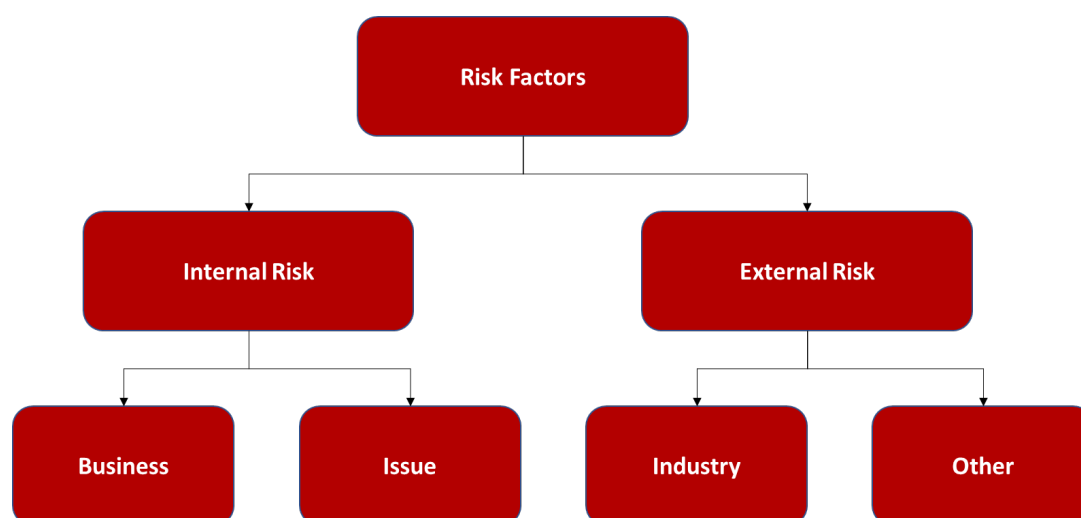 Risk Factors
Internal Risk
External Risk
Business
Issue
Industry
Other